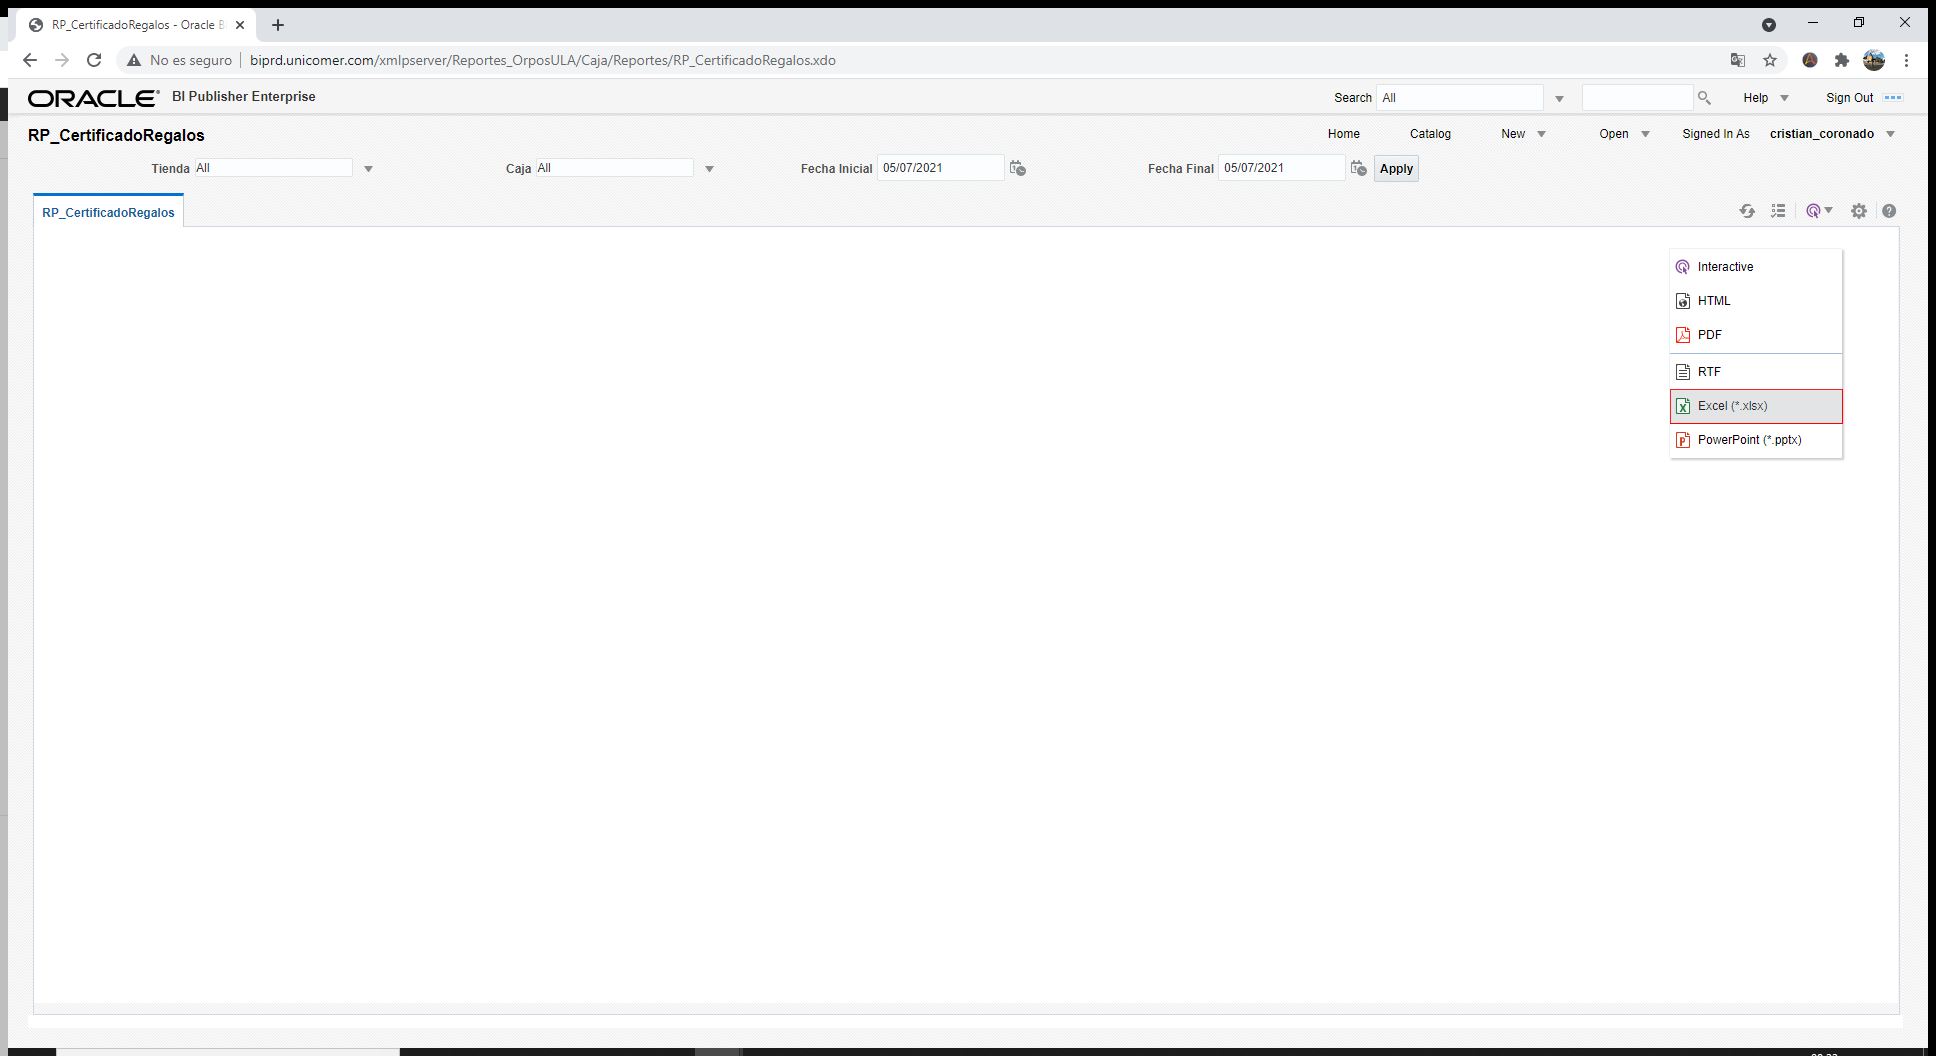 RP_CertificadoRegalos - Oracle B
No es seguro biprd.unicomer.com/xmlpserver/Reportes_OrposULA/Caja/Reportes/RP_CertificadoRegalos.xdo
ORACLE BI Publisher Enterprise Search All Help Sign Out
RP_CertificadoRegalos Home Catalog New Open Signed In As cristian_coronado
Tienda All Caja All Fecha Inicial 05/07/2021 Fecha Final 05/07/2021 Apply
RP_CertificadoRegalos
Interactive
HTML
PDF
RTF
Excel (*.xlsx)
PowerPoint (*.pptx)